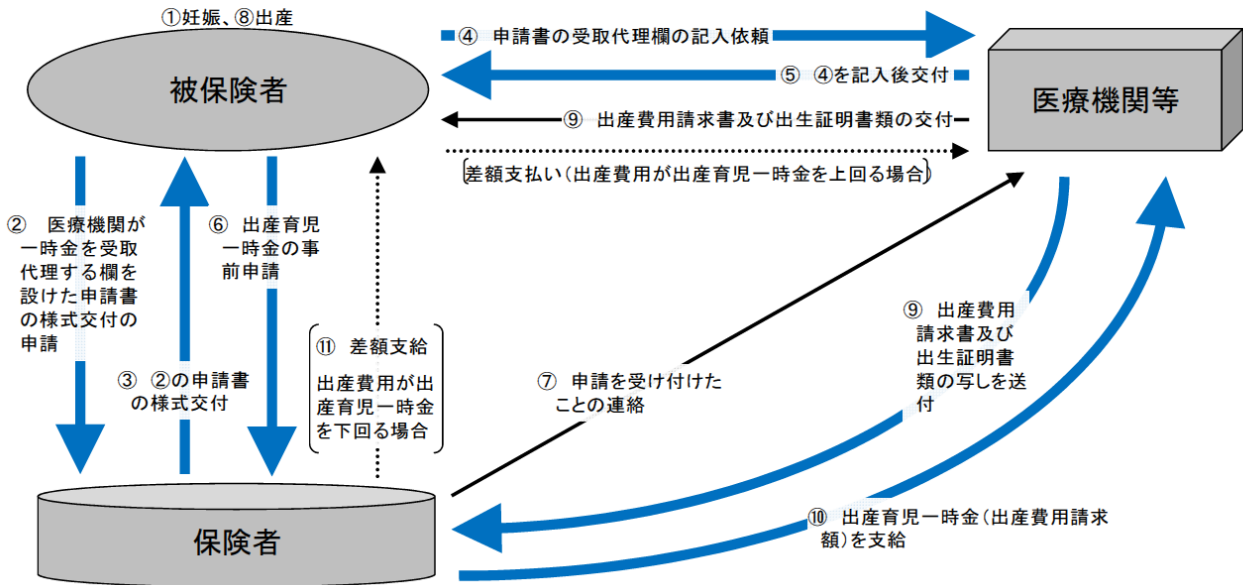 ①妊娠、⑧出産
被保険者
④ 申請書の受取代理欄の記入依頼
⑤ ④を記入後交付
⑨ 出産費用請求書及び出生証明書類の交付
差額支払い（出産費用が出産育児一時金を上回る場合）
医療機関等
② 医療機関が
一時金を受取
代理する欄を
設けた申請書
の様式交付の
申請
③ ②の申請書
の様式交付
⑥ 出産育児
一時金の事
前申請
⑪ 差額支給
出産費用が出
産育児一時金
を下回る場合
⑦ 申請を受け付けた
ことの連絡
⑨ 出産費用
請求書及び
出生証明書
類の写しを送
付
⑩ 出産育児一時金（出産費用請求
額）を支給
保険者